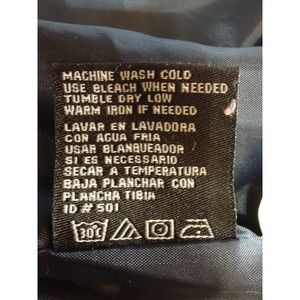 MACHINE WASH COLD
USE BLEACH WHEN NEEDED
TUMBLE DRY LOW
WARM IRON IF NEEDED
LAVAR EN LAVADORA
CON AGUA FRIA
USAR BLANQUEADOR
SI ES NECESSARIO
SECAR A TEMPERATURA
BAJA PLANCHAR CON
PLANCHA TIBIA
ID # 501
30°